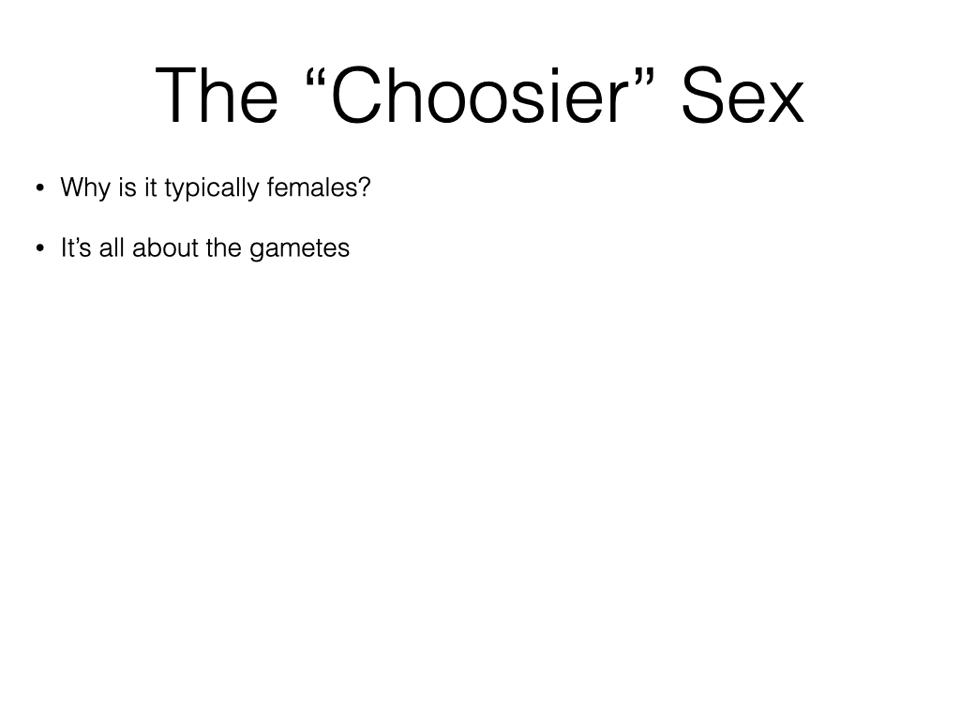 The “Choosier” Sex
• Why is it typically females?
• It’s all about the gametes